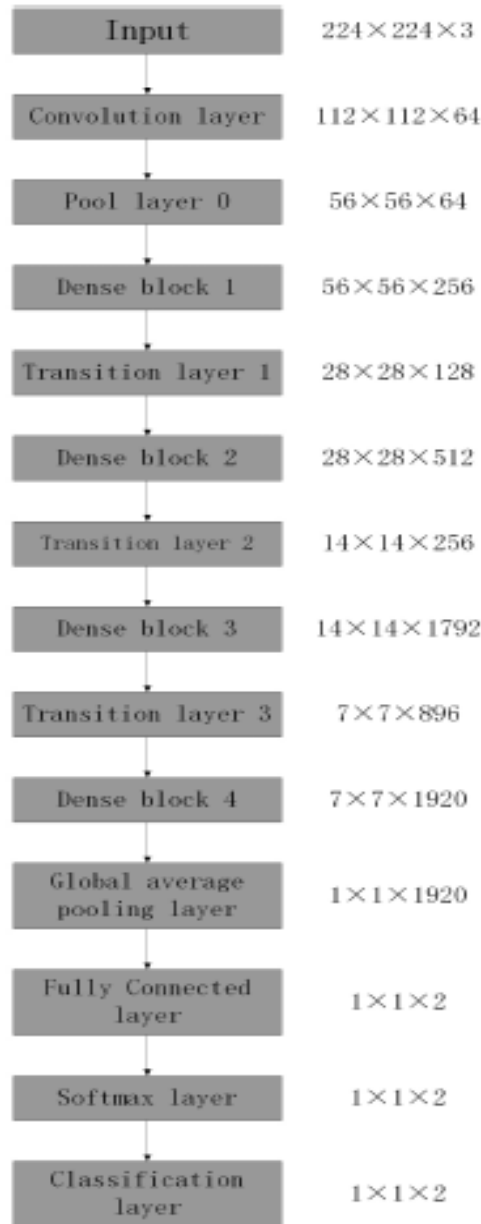 Input 224×224×3
Convolution layer 112×112×64
Pool layer 0 56×56×64
Dense block 1 56×56×256
Transition layer 1 28×28×128
Dense block 2 28×28×512
Transition layer 2 14×14×256
Dense block 3 14×14×1792
Transition layer 3 7×7×896
Dense block 4 7×7×1920
Global average
pooling layer 1×1×1920
Fully Connected
layer 1×1×2
Softmax layer 1×1×2
Classification
layer 1×1×2